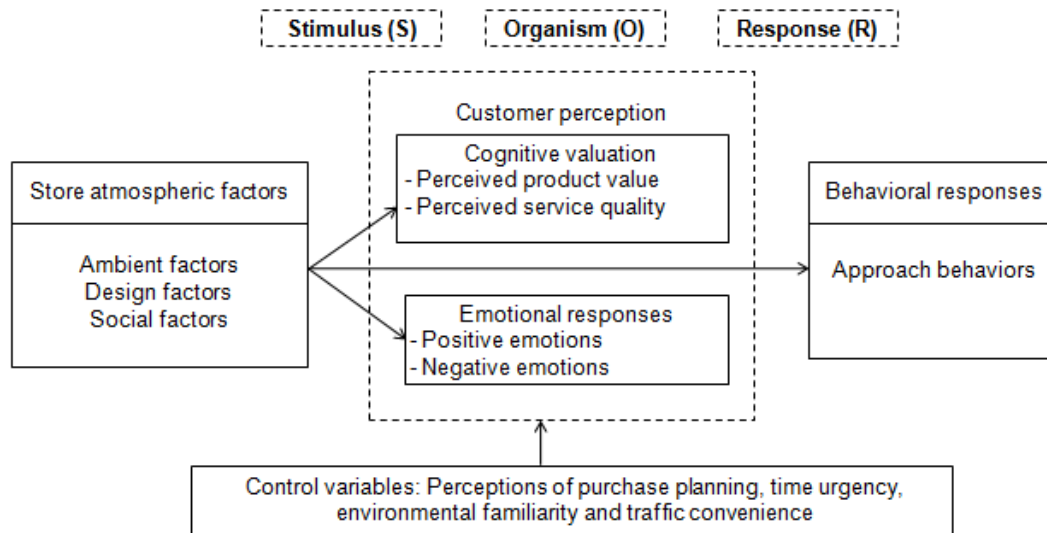 Stimulus (S)
Organism (O)
Response (R)
Customer perception
Cognitive valuation
- Perceived product value
- Perceived service quality
Store atmospheric factors
Ambient factors
Design factors
Social factors
Behavioral responses
Approach behaviors
Emotional responses
- Positive emotions
- Negative emotions
Control variables: Perceptions of purchase planning, time urgency,
environmental familiarity and traffic convenience